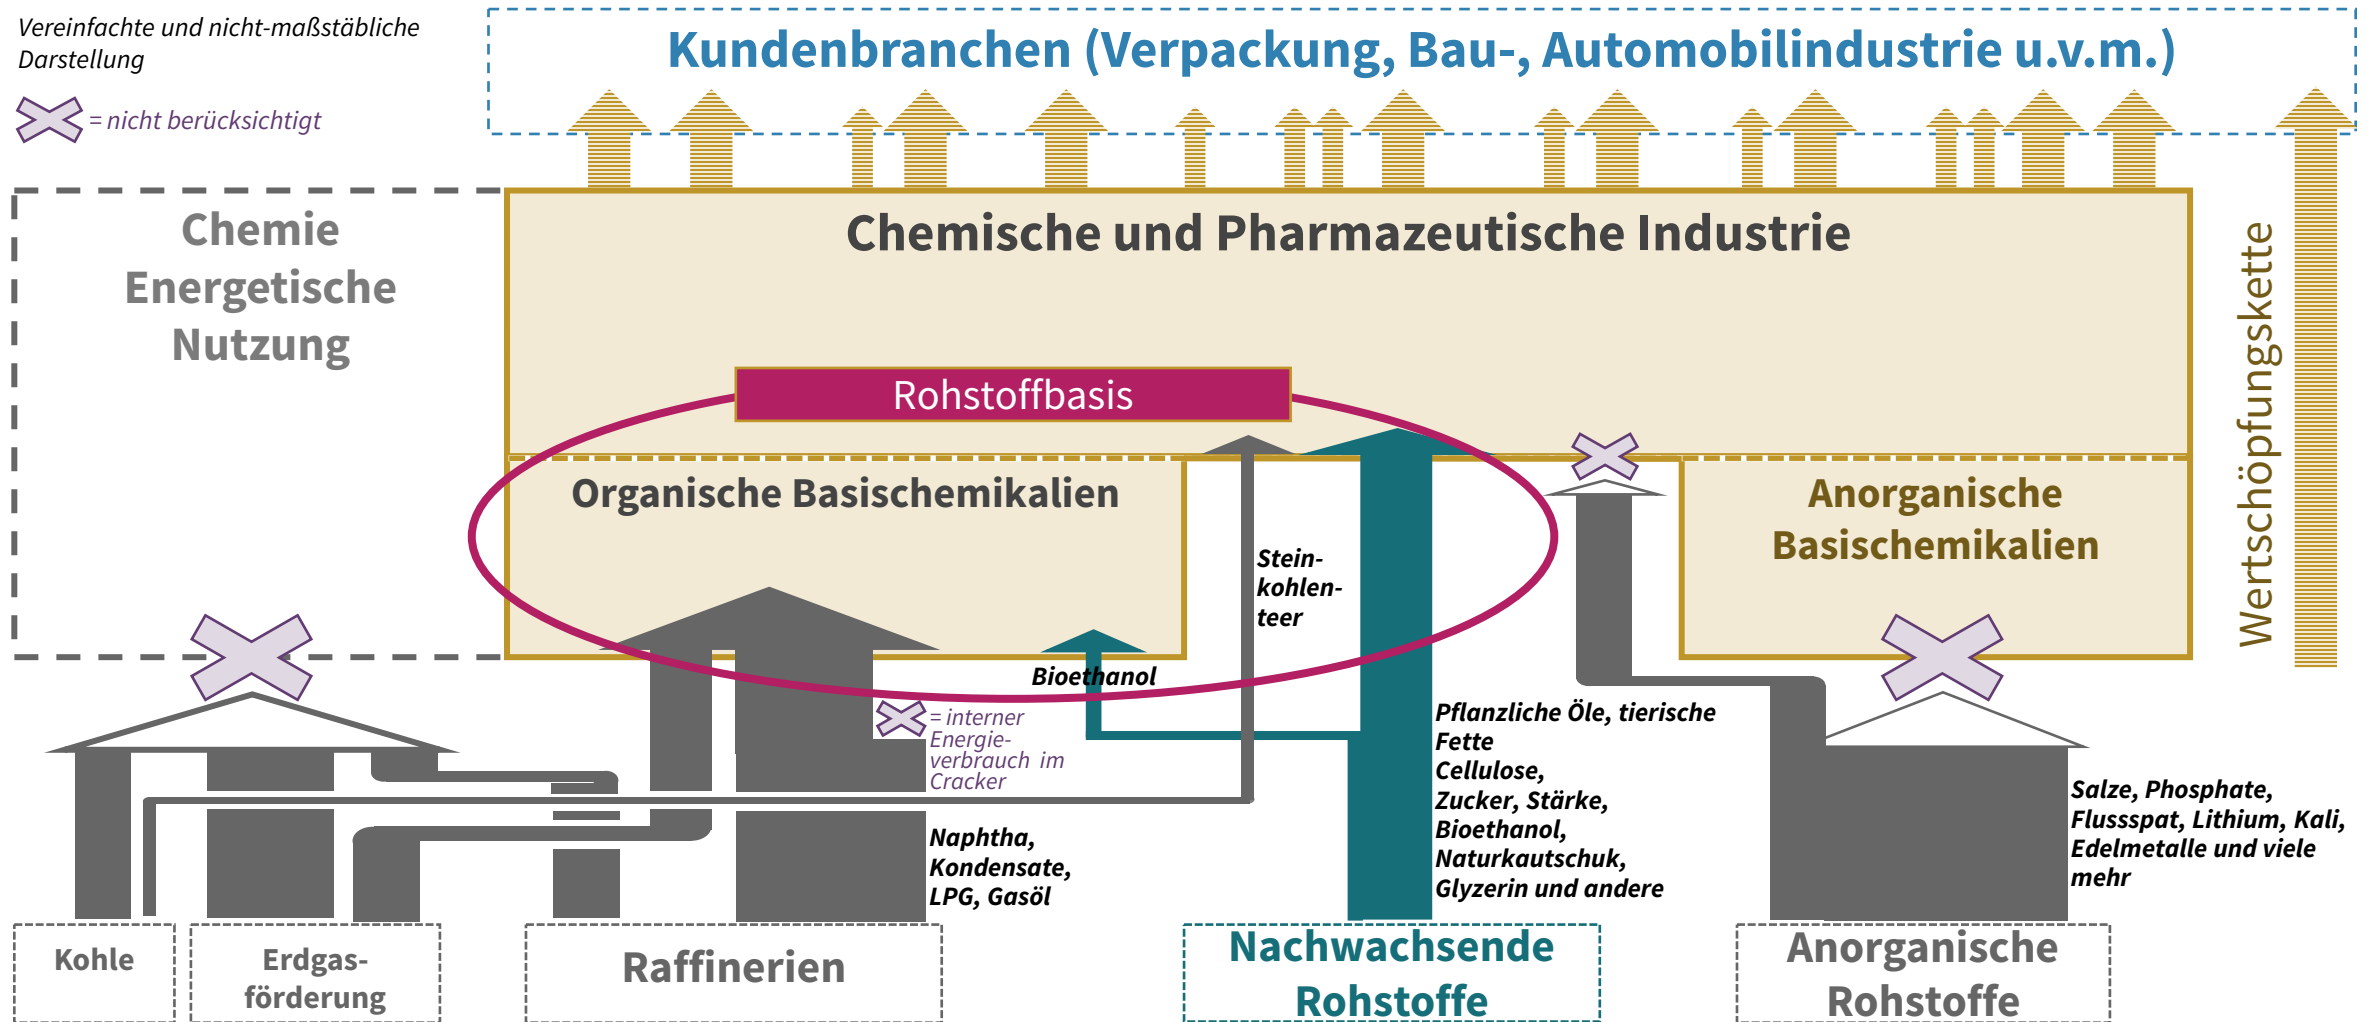 Vereinfachte und nicht-maßstäbliche
Darstellung
= nicht berücksichtigt
Kundenbranchen (Verpackung, Bau-, Automobilindustrie u.v.m.)
Chemie
Energetische
Nutzung
Chemische und Pharmazeutische Industrie
Wertschöpfungskette
Rohstoffbasis
Organische Basischemikalien
Anorganische
Basischemikalien
Stein-
kohlen-
teer
Bioethanol
= interner
Energie-
verbrauch im
Cracker
Pflanzliche Öle, tierische
Fette
Cellulose,
Zucker, Stärke,
Bioethanol,
Naturkautschuk,
Glyzerin und andere
Naphtha,
Kondensate,
LPG, Gasöl
Salze, Phosphate,
Flussspat, Lithium, Kali,
Edelmetalle und viele
mehr
Kohle
Erdgas-
förderung
Raffinerien
Nachwachsende
Rohstoffe
Anorganische
Rohstoffe